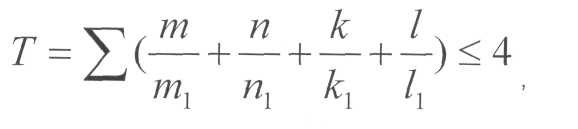 T = ∑(m/m₁ + n/n₁ + k/k₁ + l/l₁) ≤ 4,